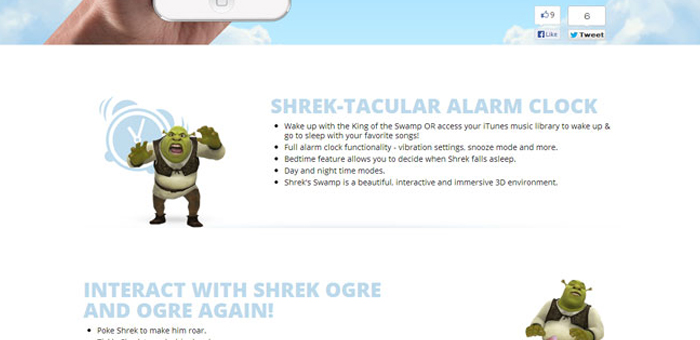 9
6
Like
Tweet
SHREK-TACULAR ALARM CLOCK
• Wake up with the King of the Swamp OR access your iTunes music library to wake up &
go to sleep with your favorite songs!
• Full alarm clock functionality - vibration settings, snooze mode and more.
• Bedtime feature allows you to decide when Shrek falls asleep.
• Day and night time modes.
• Shrek's Swamp is a beautiful, interactive and immersive 3D environment.
INTERACT WITH SHREK OGRE
AND OGRE AGAIN!
• Poke Shrek to make him roar.